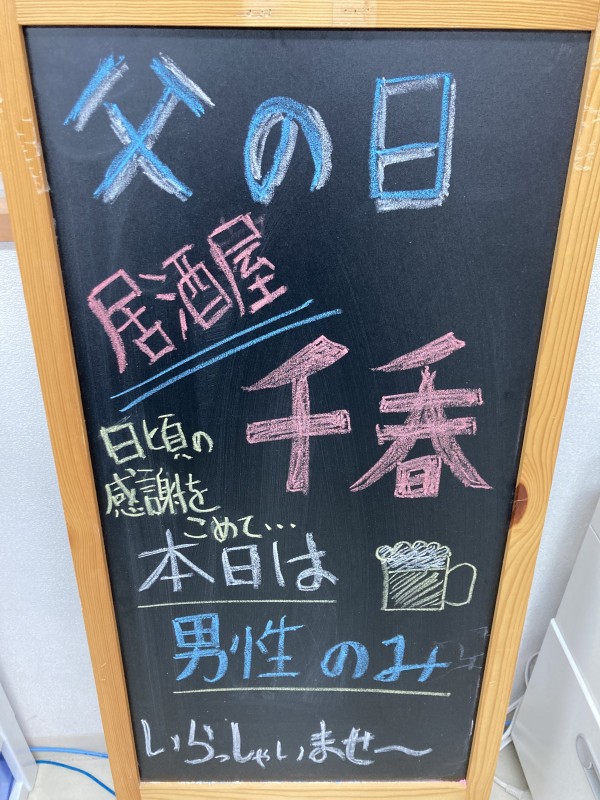 父の日
居酒屋
千春
日頃の
感謝を
こめて…
本日は
男性のみ
いらっしゃいませ〜